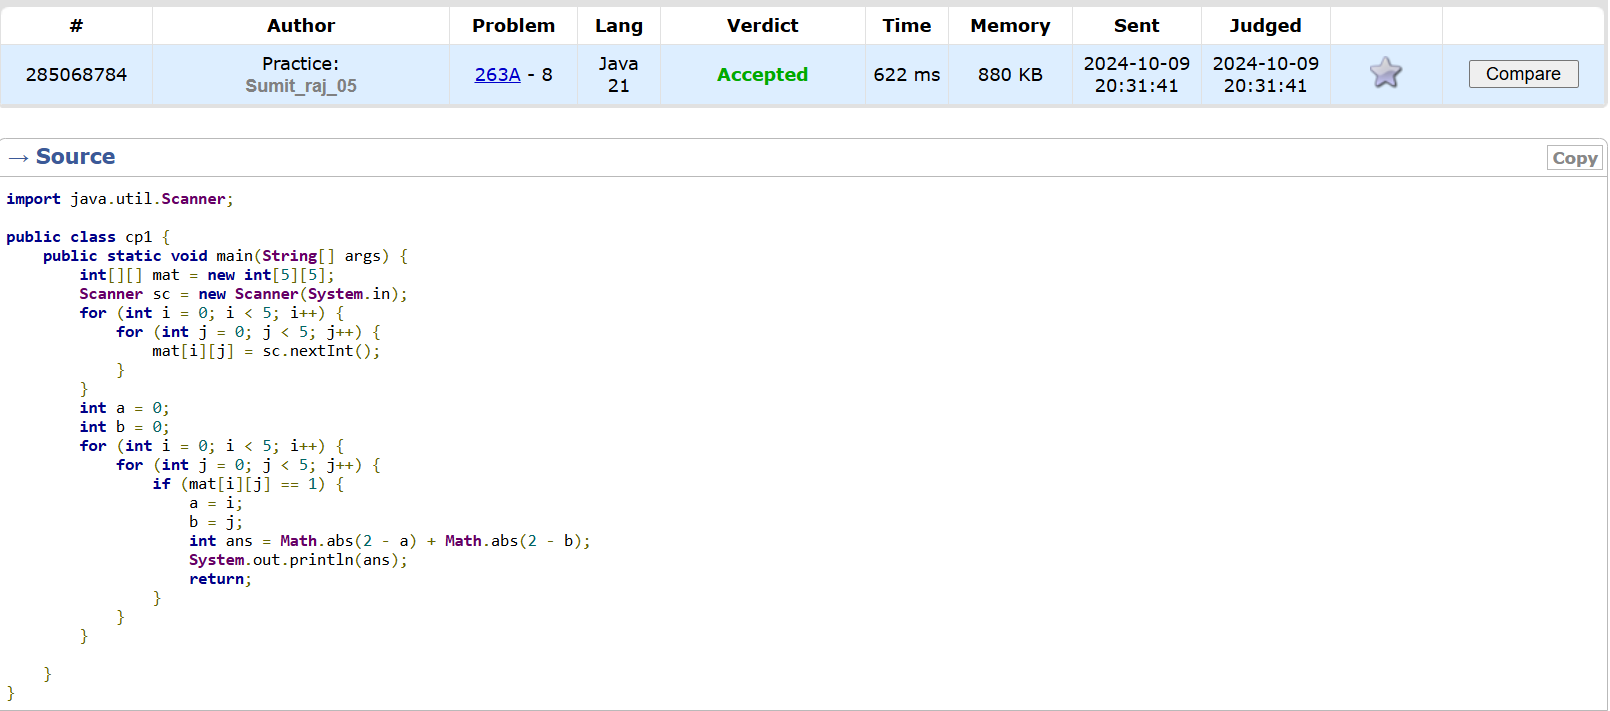 # Author Problem Lang Verdict Time Memory Sent Judged
285068784 Practice: Sumit_raj_05 263A - 8 Java 21 Accepted 622 ms 880 KB 2024-10-09 20:31:41 2024-10-09 20:31:41 Compare
→ Source Copy
import java.util.Scanner;
public class cp1 {
    public static void main(String[] args) {
        int[][] mat = new int[5][5];
        Scanner sc = new Scanner(System.in);
        for (int i = 0; i < 5; i++) {
            for (int j = 0; j < 5; j++) {
                mat[i][j] = sc.nextInt();
            }
        }
        int a = 0;
        int b = 0;
        for (int i = 0; i < 5; i++) {
            for (int j = 0; j < 5; j++) {
                if (mat[i][j] == 1) {
                    a = i;
                    b = j;
                    int ans = Math.abs(2 - a) + Math.abs(2 - b);
                    System.out.println(ans);
                    return;
                }
            }
        }
    }
}